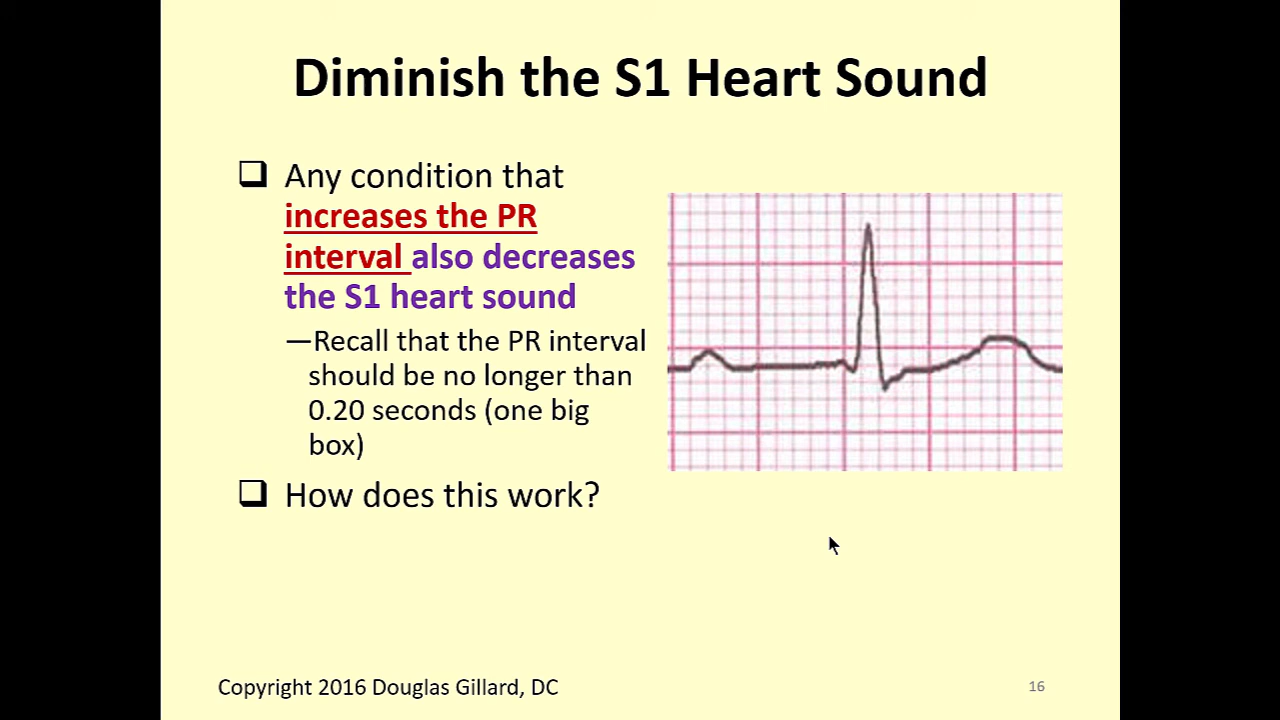 Diminish the S1 Heart Sound
❑ Any condition that
increases the PR
interval also decreases
the S1 heart sound
—Recall that the PR interval
should be no longer than
0.20 seconds (one big
box)
❑ How does this work?
Copyright 2016 Douglas Gillard, DC
16